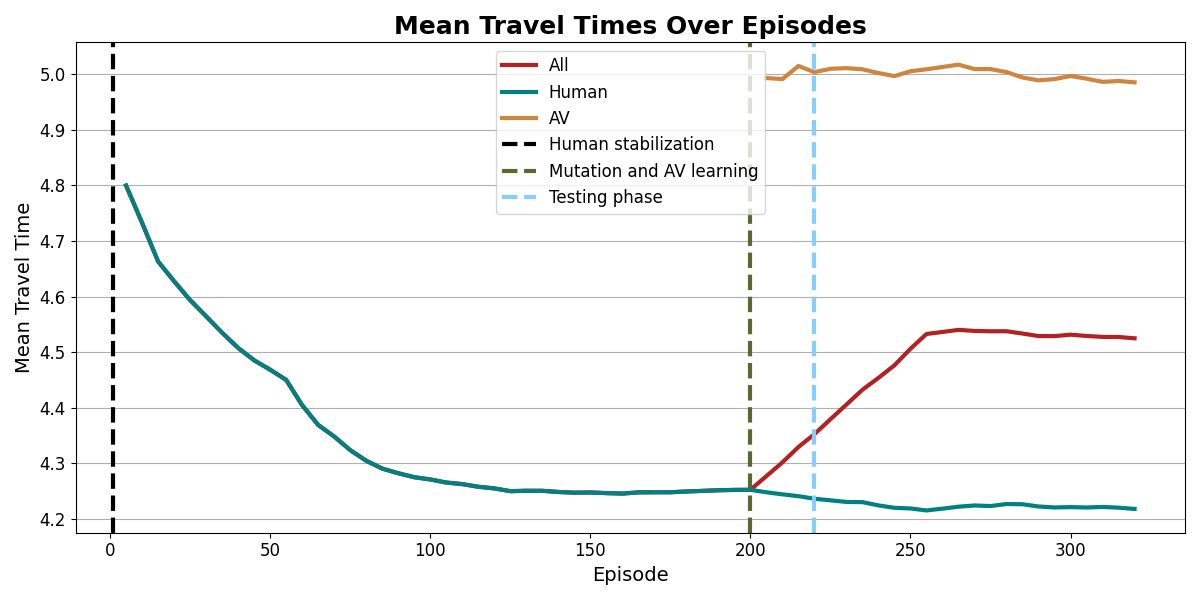 Mean Travel Times Over Episodes
Mean Travel Time
5.0
4.9
4.8
4.7
4.6
4.5
4.4
4.3
4.2
All
Human
AV
Human stabilization
Mutation and AV learning
Testing phase
0
50
100
150
200
250
300
Episode